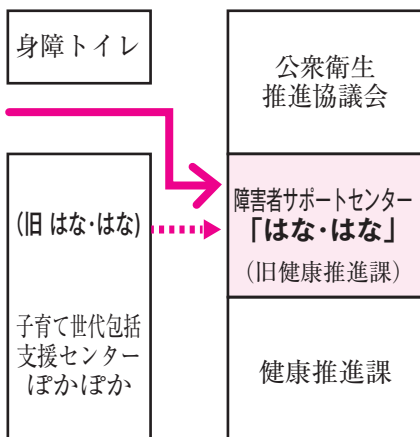 身障トイレ
公衆衛生
推進協議会
(旧 はな・はな)
障害者サポートセンター
「はな・はな」
（旧健康推進課）
子育て世代包括
支援センター
ぽかぽか
健康推進課